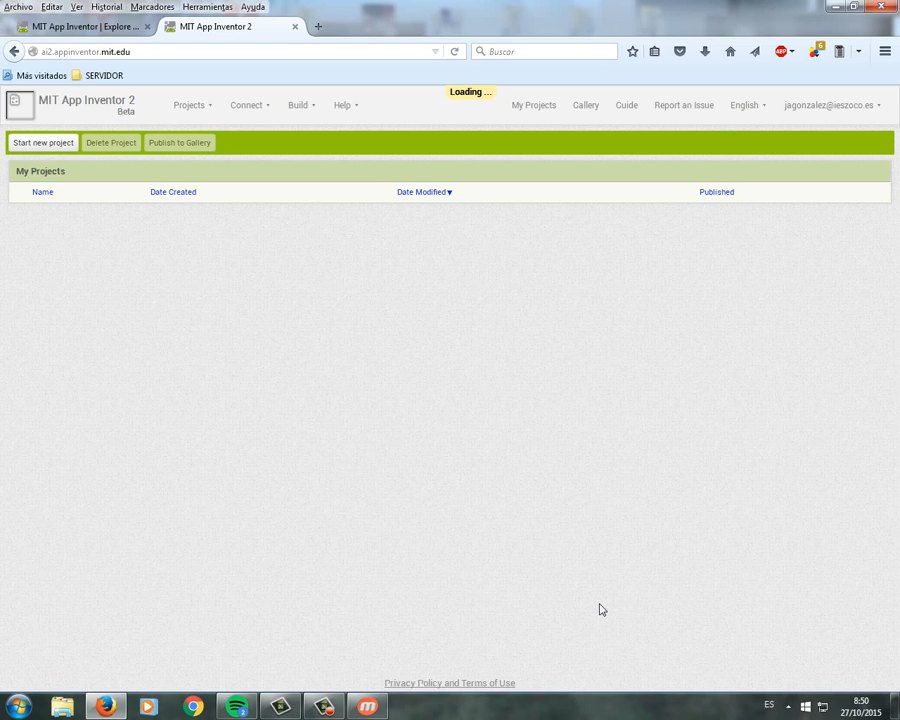 Archivo Editar Ver Historial Marcadores Herramientas Ayuda
MIT App Inventor | Explore ... MIT App Inventor 2
ai2.appinventor.mit.edu Buscar 6
Más visitados SERVIDOR
MIT App Inventor 2
Beta
Projects Connect Build Help
Loading ...
My Projects Gallery Guide Report an Issue English jagonzalez@ieszoco.es
Start new project Delete Project Publish to Gallery
My Projects
Name Date Created Date Modified Published
Privacy Policy and Terms of Use
2 ES 8:50
27/10/2015